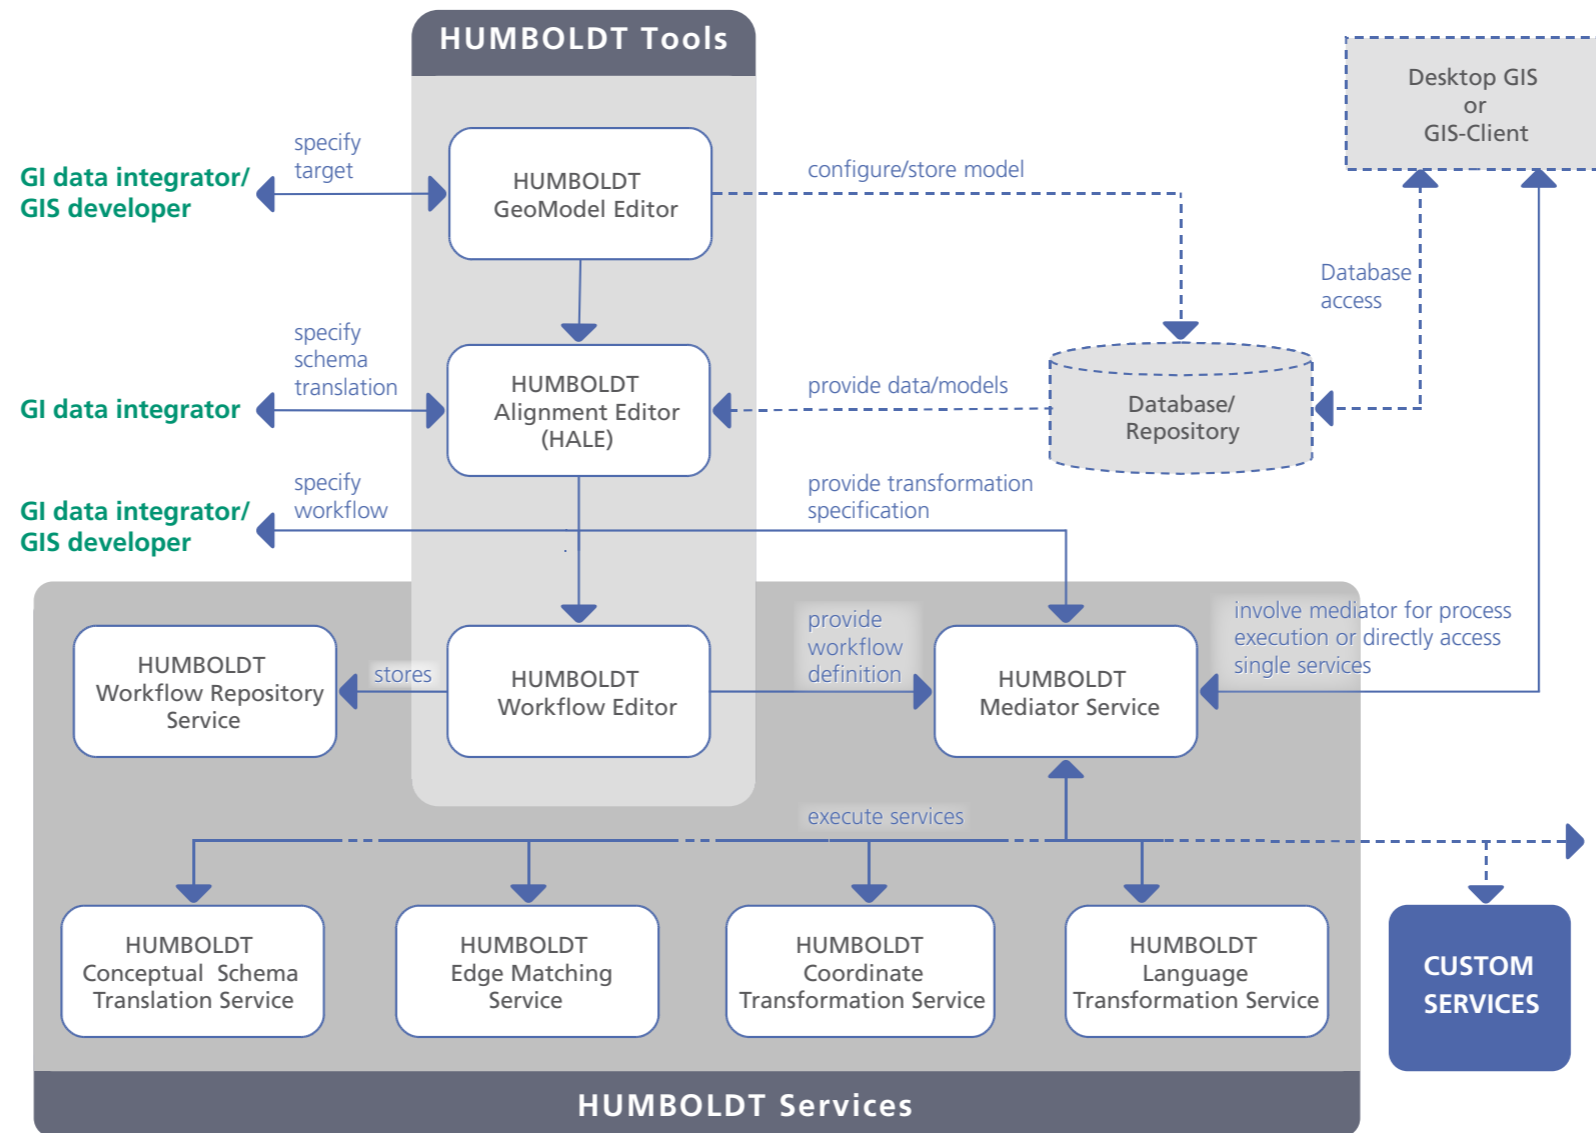 HUMBOLDT Tools
Desktop GIS
or
GIS-Client
specify
target
GI data integrator/
GIS developer
HUMBOLDT
GeoModel Editor
configure/store model
Database
access
specify
schema
translation
GI data integrator
HUMBOLDT
Alignment Editor
(HALE)
provide data/models
Database/
Repository
specify
workflow
GI data integrator/
GIS developer
provide transformation
specification
HUMBOLDT
Workflow Repository
Service
stores
HUMBOLDT
Workflow Editor
provide
workflow
definition
HUMBOLDT
Mediator Service
involve mediator for process
execution or directly access
single services
execute services
HUMBOLDT
Conceptual Schema
Translation Service
HUMBOLDT
Edge Matching
Service
HUMBOLDT
Coordinate
Transformation Service
HUMBOLDT
Language
Transformation Service
CUSTOM
SERVICES
HUMBOLDT Services